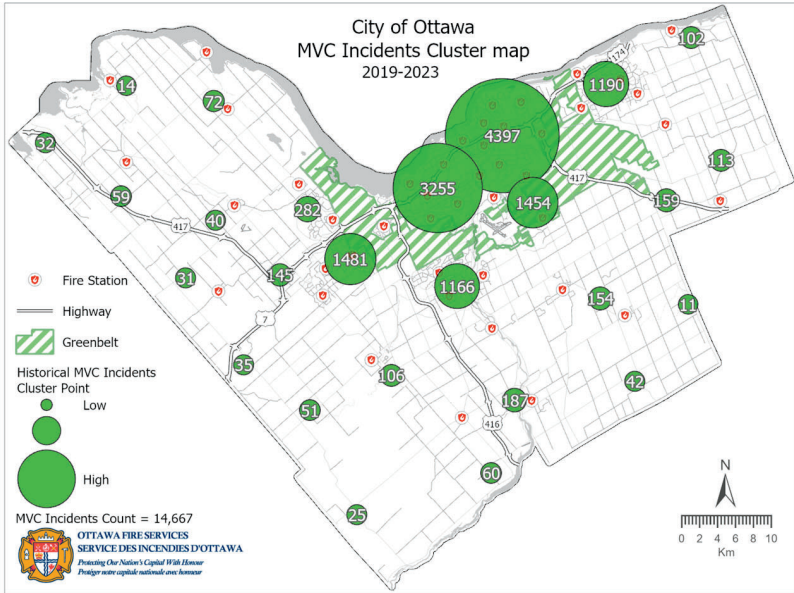 City of Ottawa
MVC Incidents Cluster map
2019-2023
102
174
1190
14
72
4397
32
113
3255
417
59
1454
159
282
40
417
1481
145
31
1166
154
11
7
35
106
42
51
187
416
60
25
Fire Station
Highway
Greenbelt
Historical MVC Incidents
Cluster Point
Low
High
MVC Incidents Count = 14,667
OTTAWA FIRE SERVICES
SERVICE DES INCENDIES D'OTTAWA
Protecting Our Nation's Capital With Honour
Protéger notre capitale nationale avec honneur
N
0 2 4 6 8 10
Km